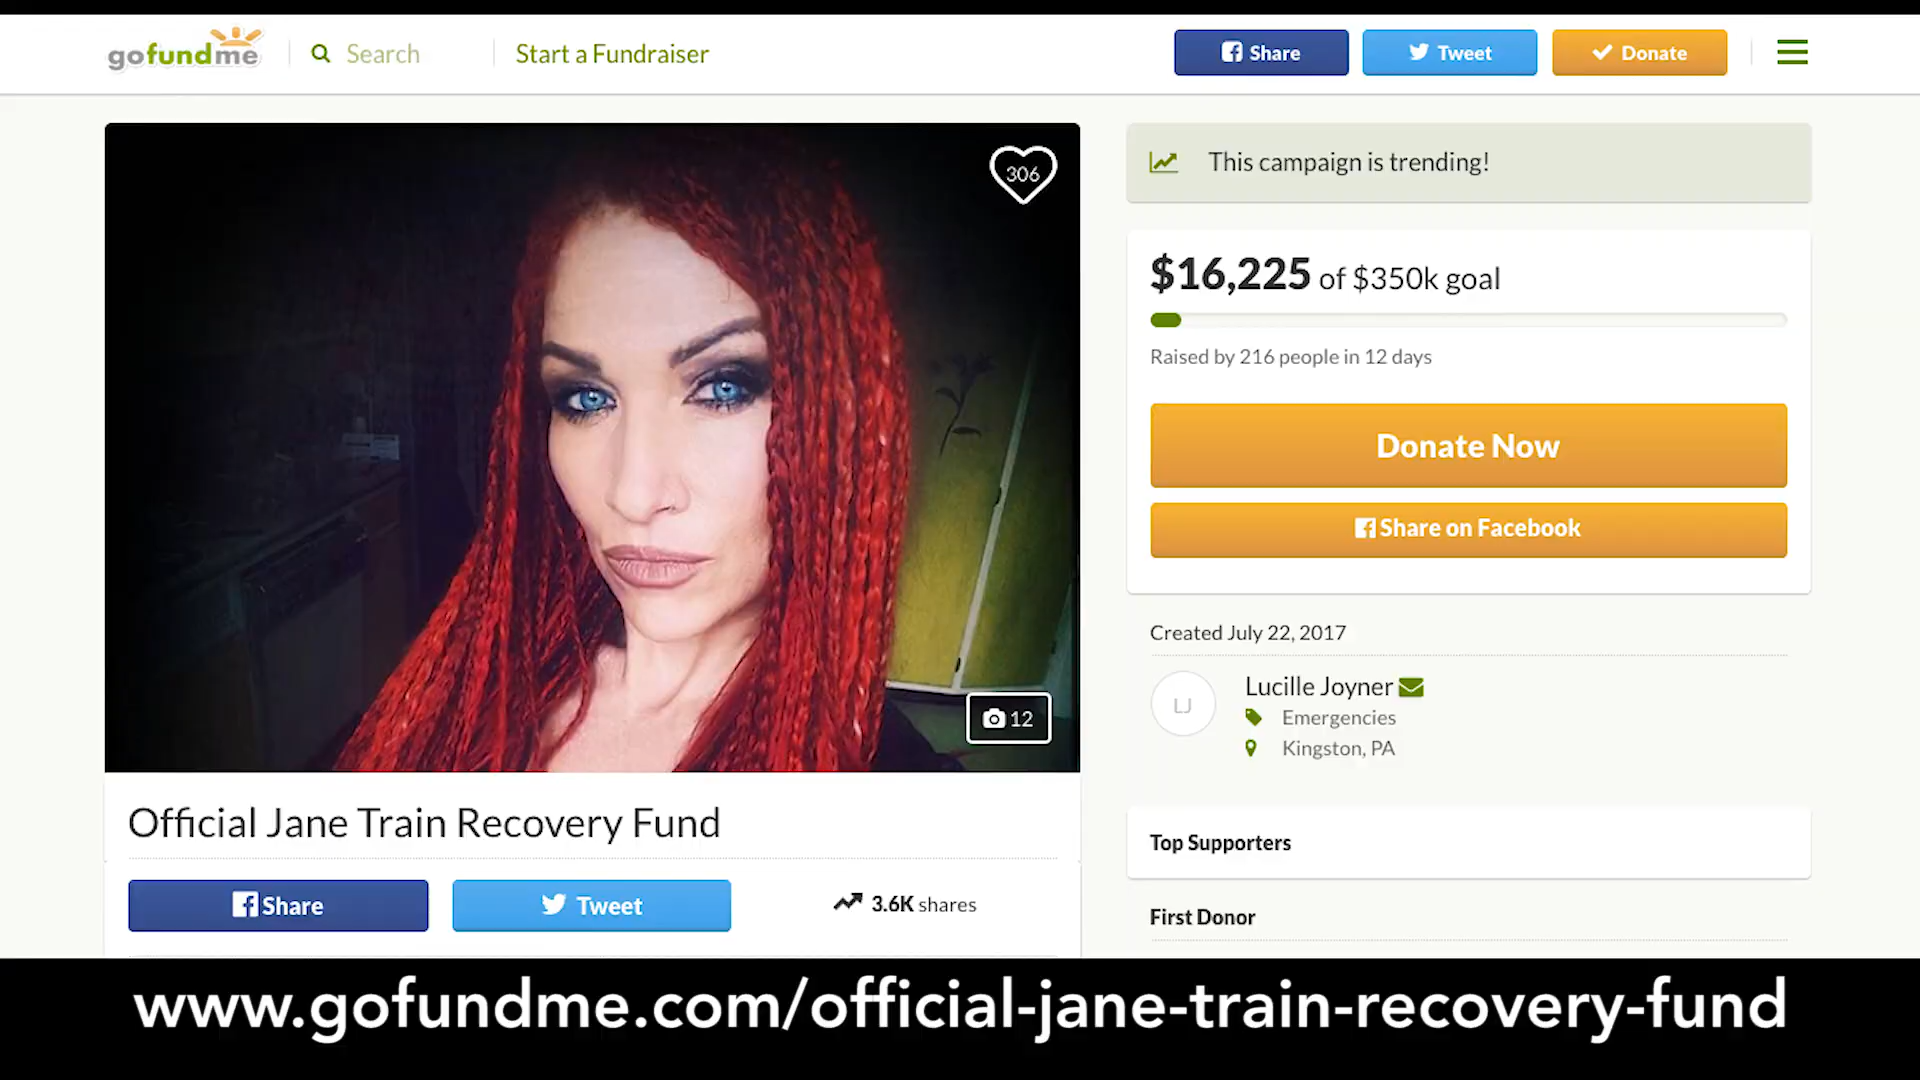 gofundme
Search
Start a Fundraiser
Share
Tweet
Donate
306
12
Official Jane Train Recovery Fund
Share
Tweet
3.6K shares
This campaign is trending!
$16,225 of $350k goal
Raised by 216 people in 12 days
Donate Now
Share on Facebook
Created July 22, 2017
LJ
Lucille Joyner
Emergencies
Kingston, PA
Top Supporters
First Donor
www.gofundme.com/official-jane-train-recovery-fund